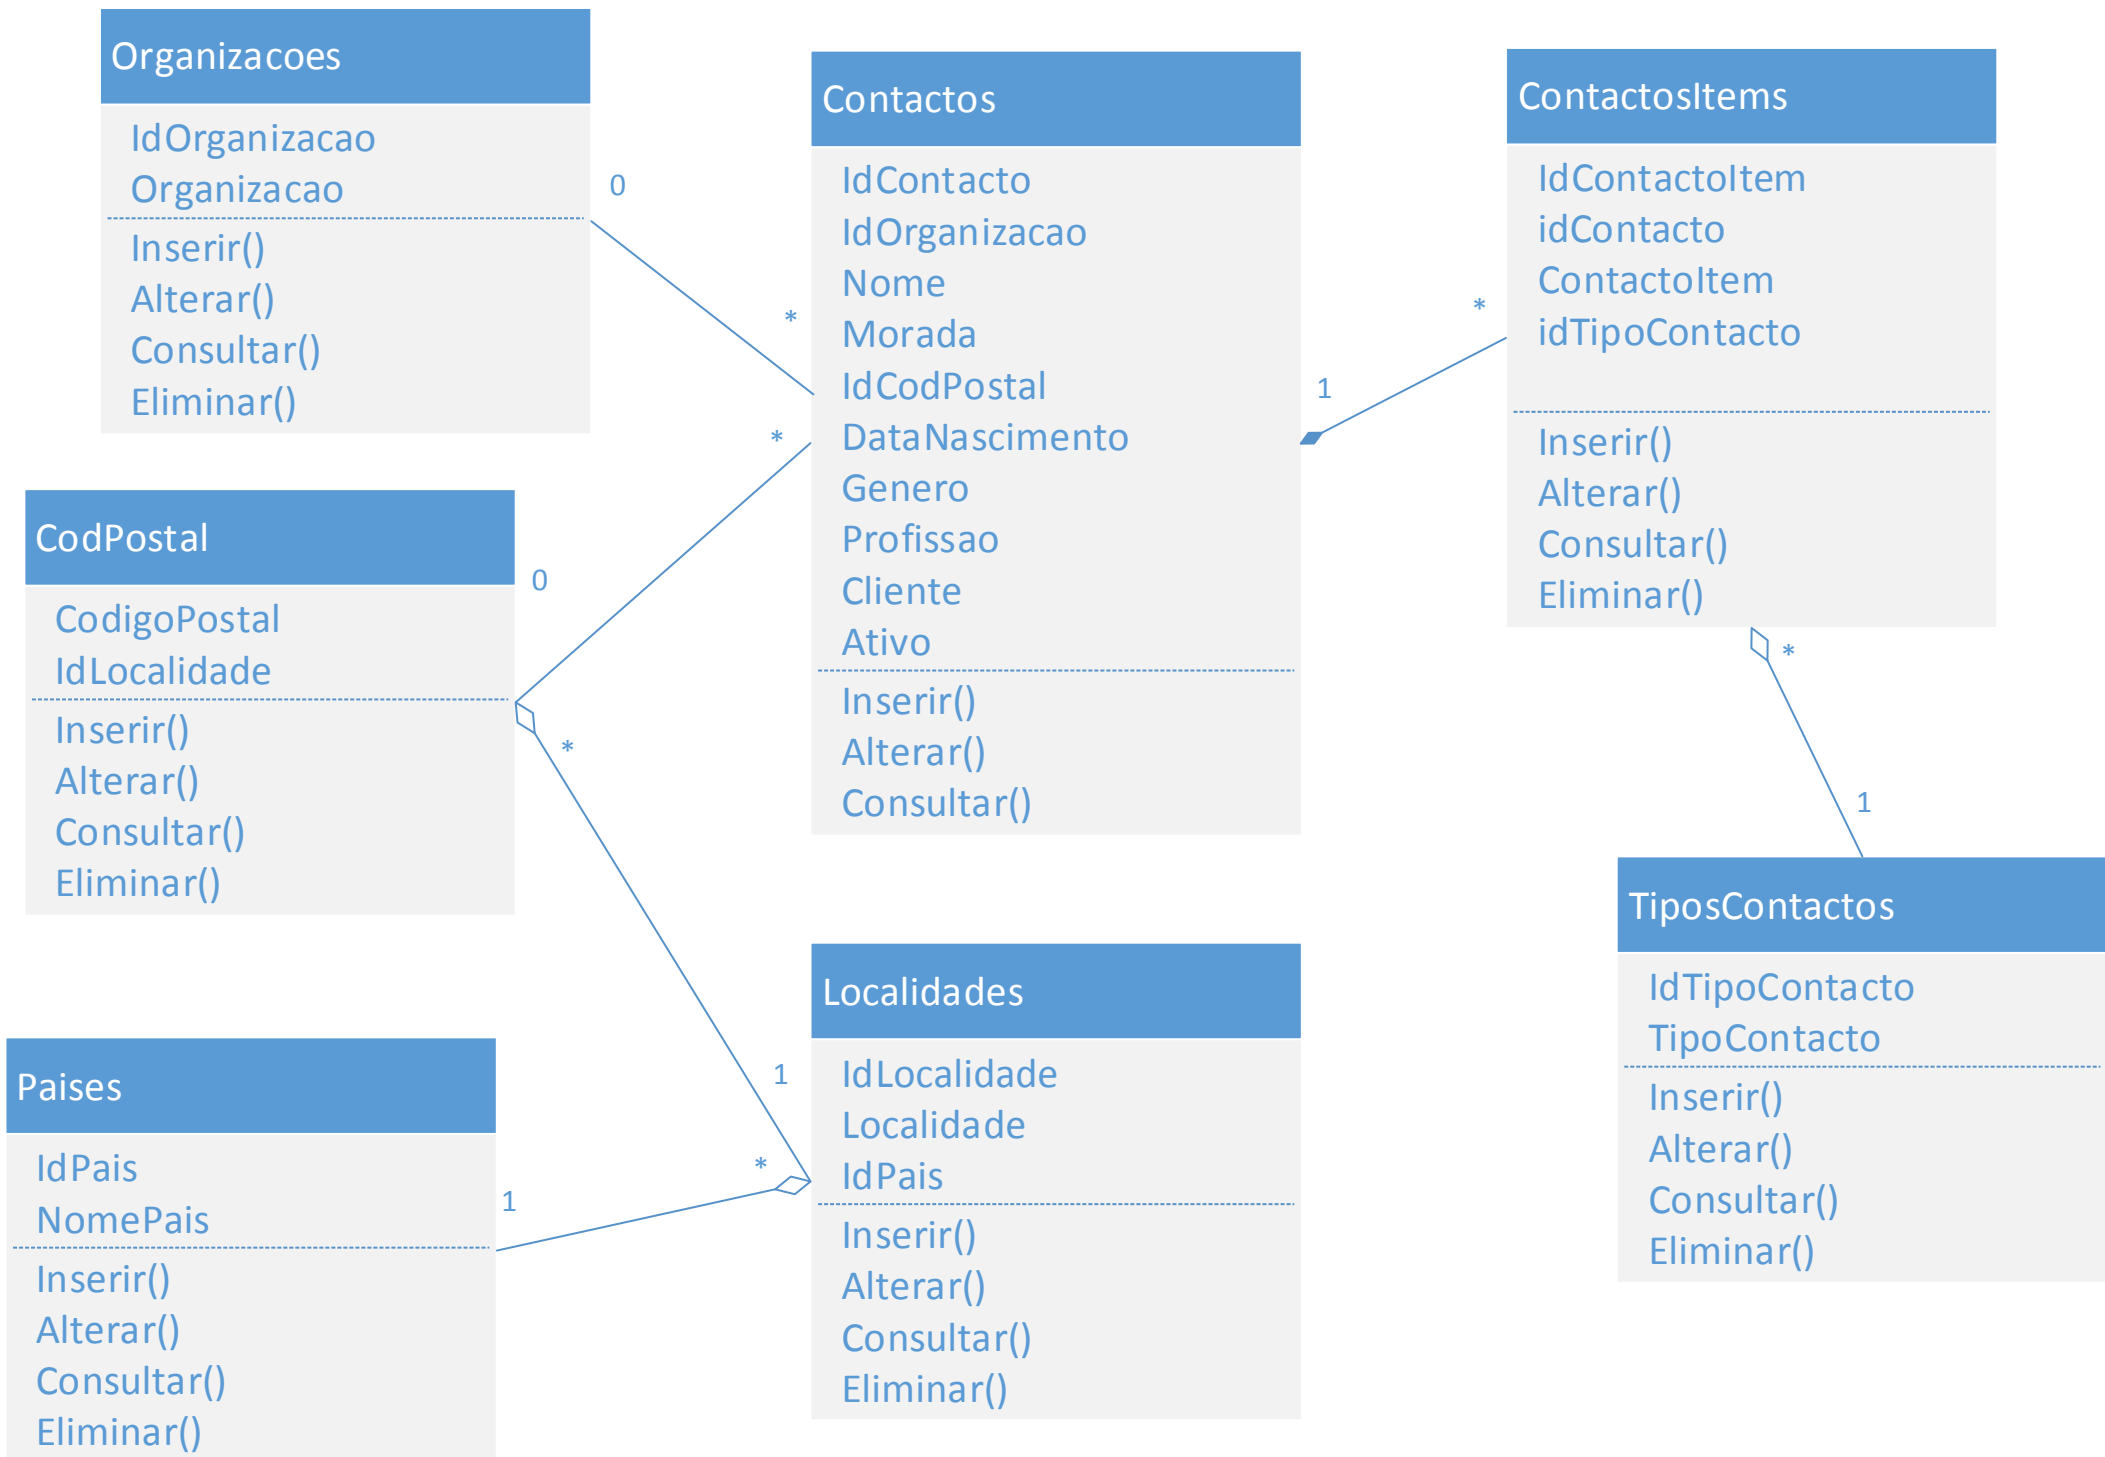 Organizacoes
IdOrganizacao
Organizacao
Inserir()
Alterar()
Consultar()
Eliminar()
0
*
Contactos
IdContacto
IdOrganizacao
Nome
Morada
IdCodPostal
DataNascimento
Genero
Profissao
Cliente
Ativo
Inserir()
Alterar()
Consultar()
1
*
ContactosItems
IdContactoItem
idContacto
ContactoItem
idTipoContacto
Inserir()
Alterar()
Consultar()
Eliminar()
*
1
CodPostal
CodigoPostal
IdLocalidade
Inserir()
Alterar()
Consultar()
Eliminar()
0
*
*
1
Localidades
IdLocalidade
Localidade
IdPais
Inserir()
Alterar()
Consultar()
Eliminar()
*
1
TiposContactos
IdTipoContacto
TipoContacto
Inserir()
Alterar()
Consultar()
Eliminar()
Paises
IdPais
NomePais
Inserir()
Alterar()
Consultar()
Eliminar()